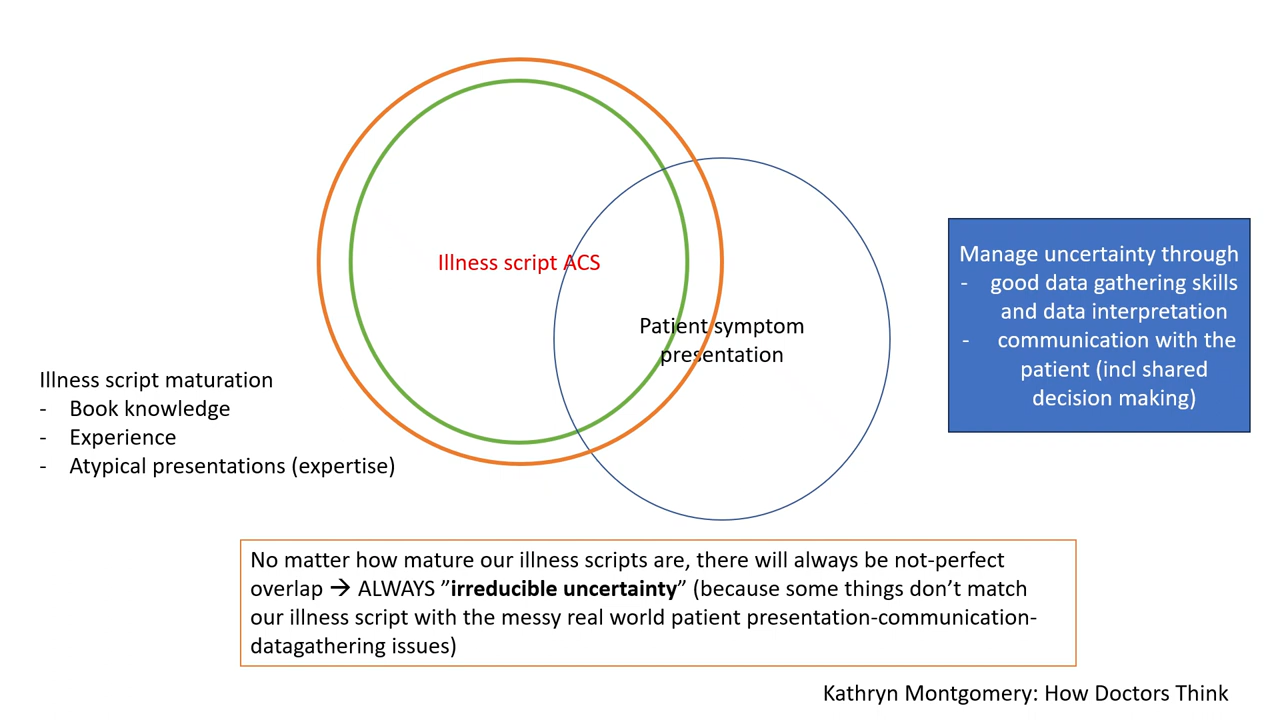 Illness script ACS
Patient symptom
presentation
Manage uncertainty through
- good data gathering skills
and data interpretation
- communication with the
patient (incl shared
decision making)
Illness script maturation
- Book knowledge
- Experience
- Atypical presentations (expertise)
No matter how mature our illness scripts are, there will always be not-perfect
overlap → ALWAYS ”irreducible uncertainty” (because some things don’t match
our illness script with the messy real world patient presentation-communication-
datagathering issues)
Kathryn Montgomery: How Doctors Think